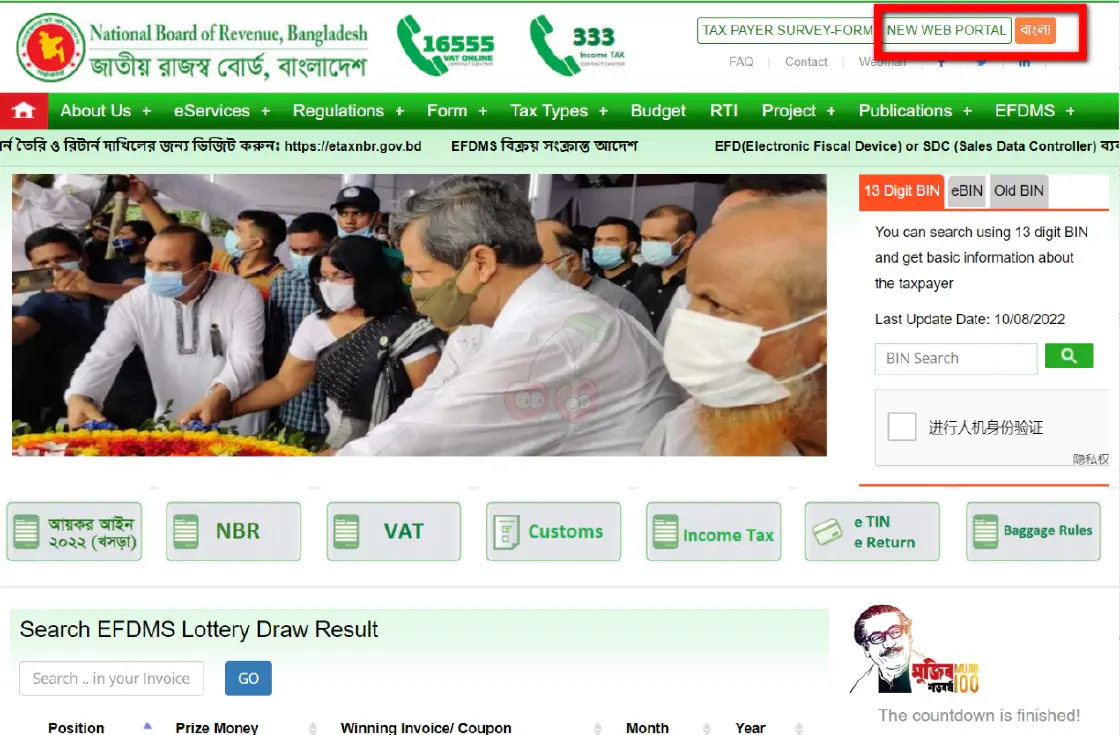 National Board of Revenue, Bangladesh
জাতীয় রাজস্ব বোর্ড, বাংলাদেশ
16555
VAT ONLINE
CONTACT CENTER
333
Income TAX
CONTACT CENTER
TAX PAYER SURVEY-FORM
NEW WEB PORTAL
বাংলা
FAQ
Contact
Webmail
About Us +
eServices +
Regulations +
Form +
Tax Types +
Budget
RTI
Project +
Publications +
EFDMS +
র্ন তৈরি ও রিটার্ন দাখিলের জন্য ভিজিট করুনঃ https://etaxnbr.gov.bd
EFDMS বিক্রয় সংক্রান্ত আদেশ
EFD(Electronic Fiscal Device) or SDC (Sales Data Controller)
13 Digit BIN
eBIN
Old BIN
You can search using 13 digit BIN
and get basic information about
the taxpayer
Last Update Date: 10/08/2022
BIN Search
进行人机身份验证
隐私权
আয়কর আইন
২০২২ (খসড়া)
NBR
VAT
Customs
Income Tax
e TIN
e Return
Baggage Rules
Search EFDMS Lottery Draw Result
Search .. in your Invoice
GO
Position
Prize Money
Winning Invoice/ Coupon
Month
Year
মুজিব
শতবর্ষ
MUJIB
100
The countdown is finished!